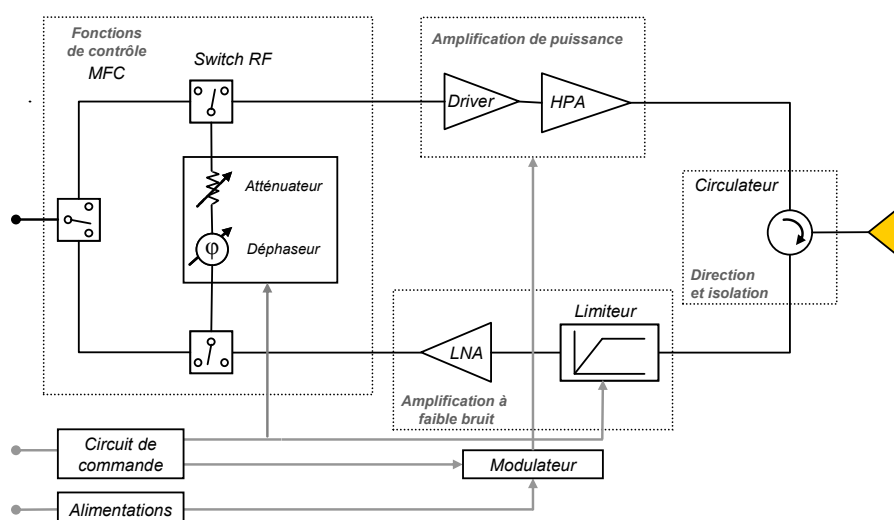 Fonctions
de contrôle
MFC
Switch RF
Amplification de puissance
Driver
HPA
Atténuateur
φ
Déphaseur
Circulateur
Direction
et isolation
Limiteur
LNA
Amplification à
faible bruit
Circuit de
commande
Modulateur
Alimentations